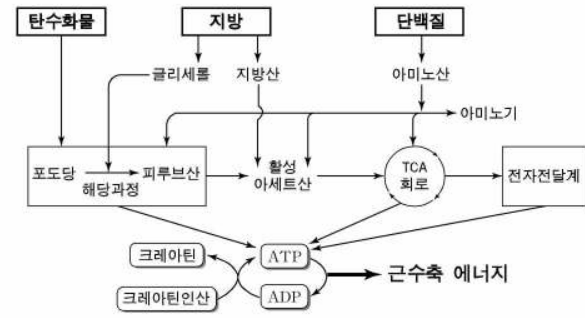 탄수화물 지방 단백질
글리세롤 지방산 아미노산
아미노기
포도당 피루브산
해당과정
활성
아세트산
TCA
회로
전자전달계
크레아틴 ATP
근수축 에너지
크레아틴인산 ADP